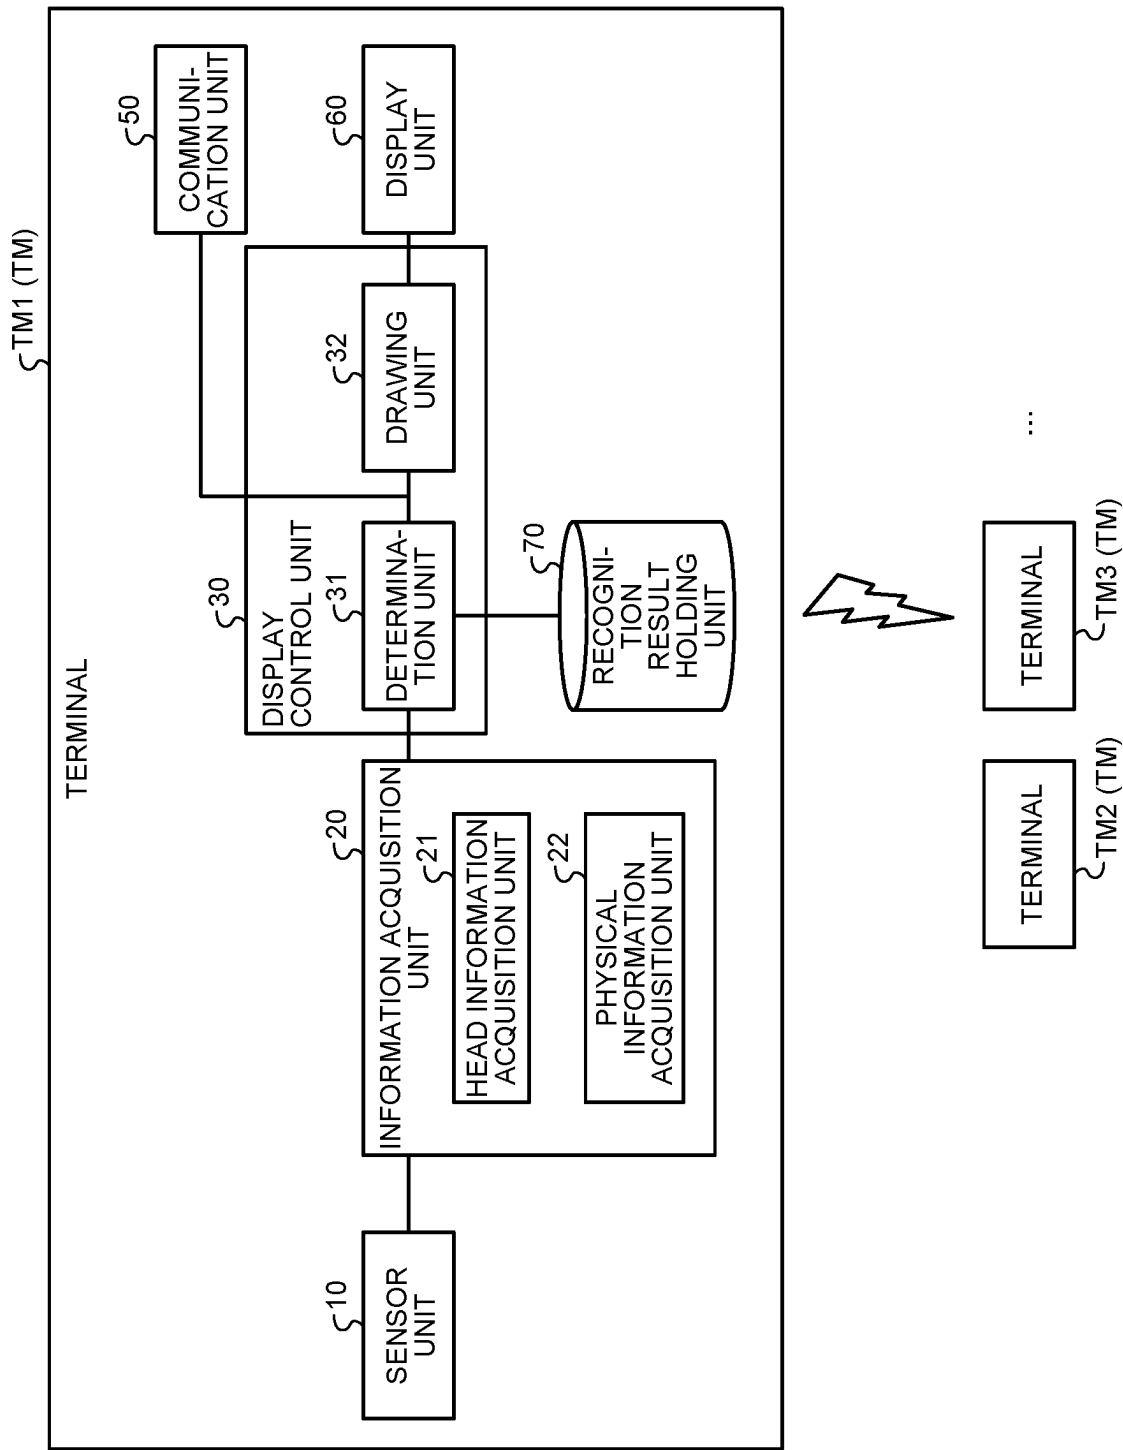 TM1 (TM)
TERMINAL
50
COMMUNI-
CATION UNIT
30
DISPLAY
CONTROL UNIT
10
SENSOR
UNIT
20
INFORMATION ACQUISITION
UNIT
21
HEAD INFORMATION
ACQUISITION UNIT
22
PHYSICAL
INFORMATION
ACQUISITION UNIT
31
DETERMINA-
TION UNIT
32
DRAWING
UNIT
60
DISPLAY
UNIT
70
RECOGNI-
TION
RESULT
HOLDING
UNIT
TERMINAL
TM2 (TM)
TERMINAL
TM3 (TM)
...